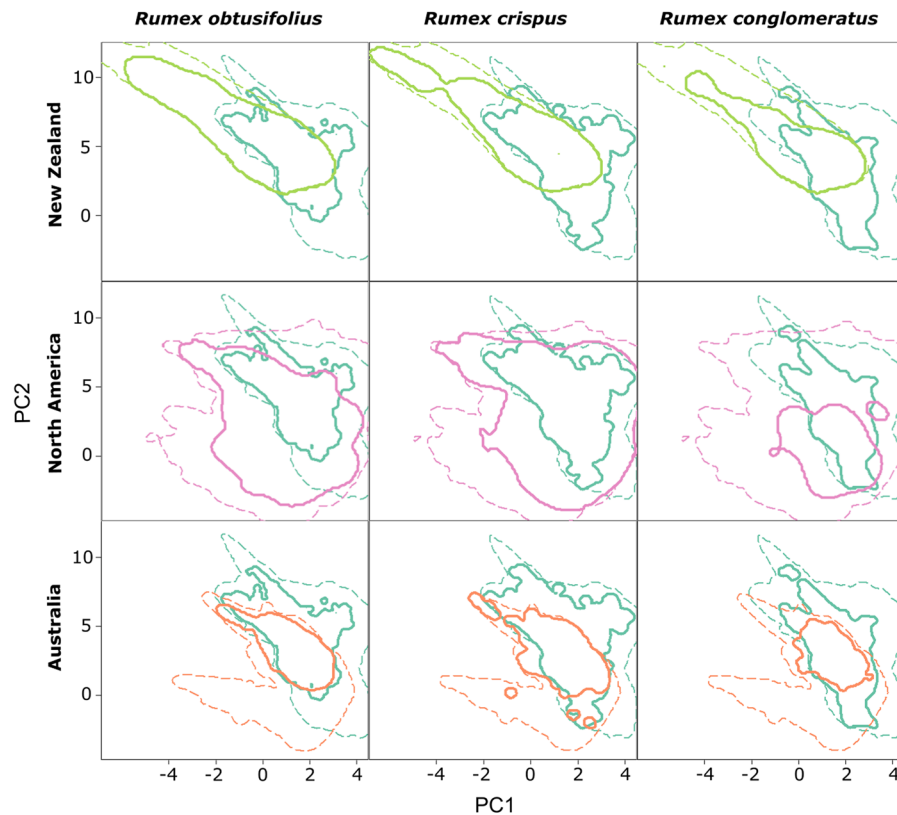 Rumex obtusifolius Rumex crispus Rumex conglomeratus
New Zealand
10
5
0
North America
10
5
0
PC2
Australia
10
5
0
-4 -2 0 2 4 -4 -2 0 2 4 -4 -2 0 2 4
PC1